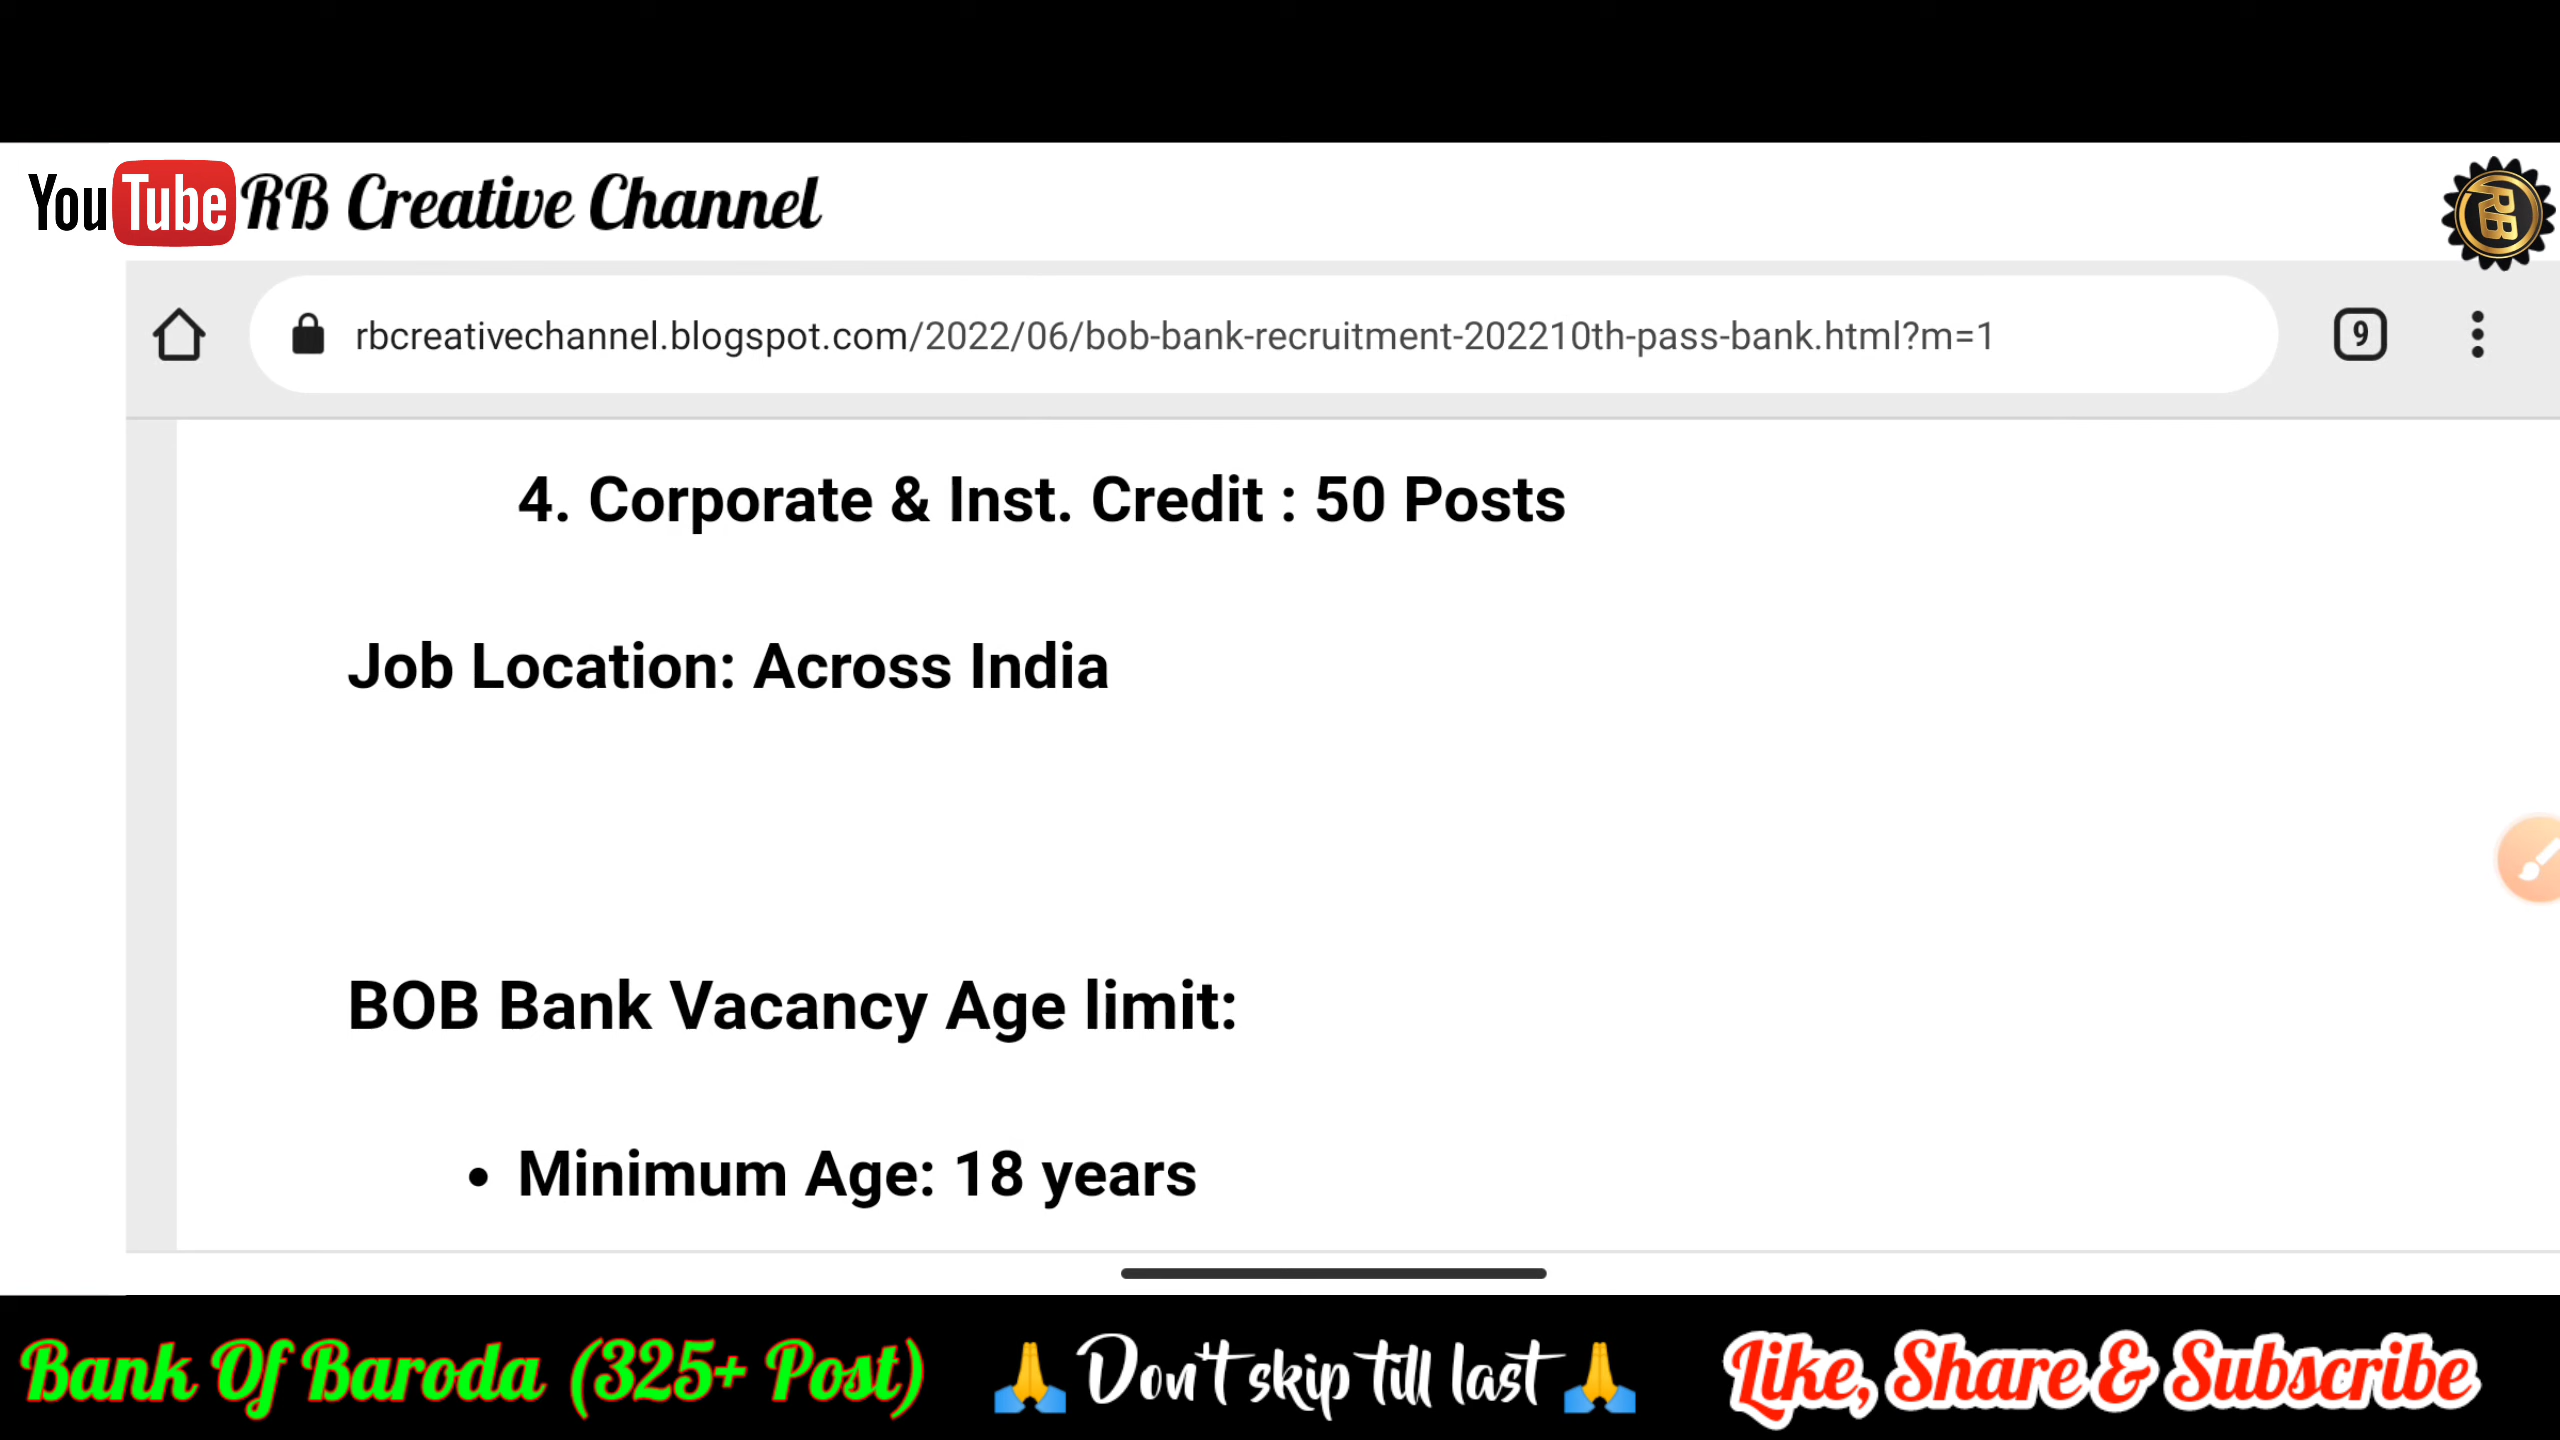 YouTube RB Creative Channel
RB
rbcreativechannel.blogspot.com/2022/06/bob-bank-recruitment-202210th-pass-bank.html?m=1
9
4. Corporate & Inst. Credit : 50 Posts
Job Location: Across India
BOB Bank Vacancy Age limit:
• Minimum Age: 18 years
Bank Of Baroda (325+ Post) 🙏 Don't skip till last 🙏 Like, Share & Subscribe